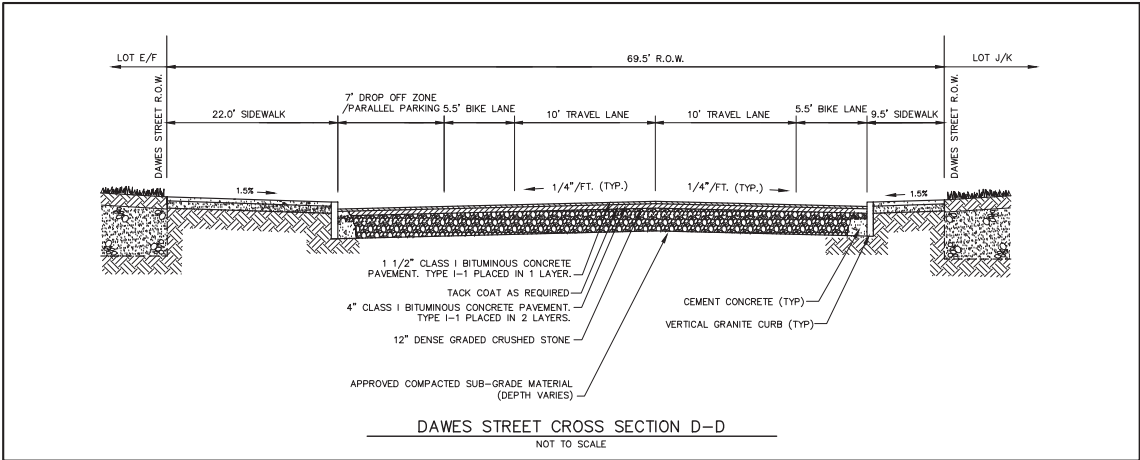 LOT E/F
69.5' R.O.W.
LOT J/K
DAWES STREET R.O.W.
DAWES STREET R.O.W.
7' DROP OFF ZONE
/PARALLEL PARKING
22.0' SIDEWALK
5.5' BIKE LANE
10' TRAVEL LANE
10' TRAVEL LANE
5.5' BIKE LANE
9.5' SIDEWALK
1.5%
1/4"/FT. (TYP.)
1/4"/FT. (TYP.)
1.5%
1 1/2" CLASS I BITUMINOUS CONCRETE
PAVEMENT. TYPE I-1 PLACED IN 1 LAYER.
TACK COAT AS REQUIRED
4" CLASS I BITUMINOUS CONCRETE PAVEMENT.
TYPE I-1 PLACED IN 2 LAYERS.
12" DENSE GRADED CRUSHED STONE
APPROVED COMPACTED SUB-GRADE MATERIAL
(DEPTH VARIES)
CEMENT CONCRETE (TYP)
VERTICAL GRANITE CURB (TYP)
DAWES STREET CROSS SECTION D-D
NOT TO SCALE